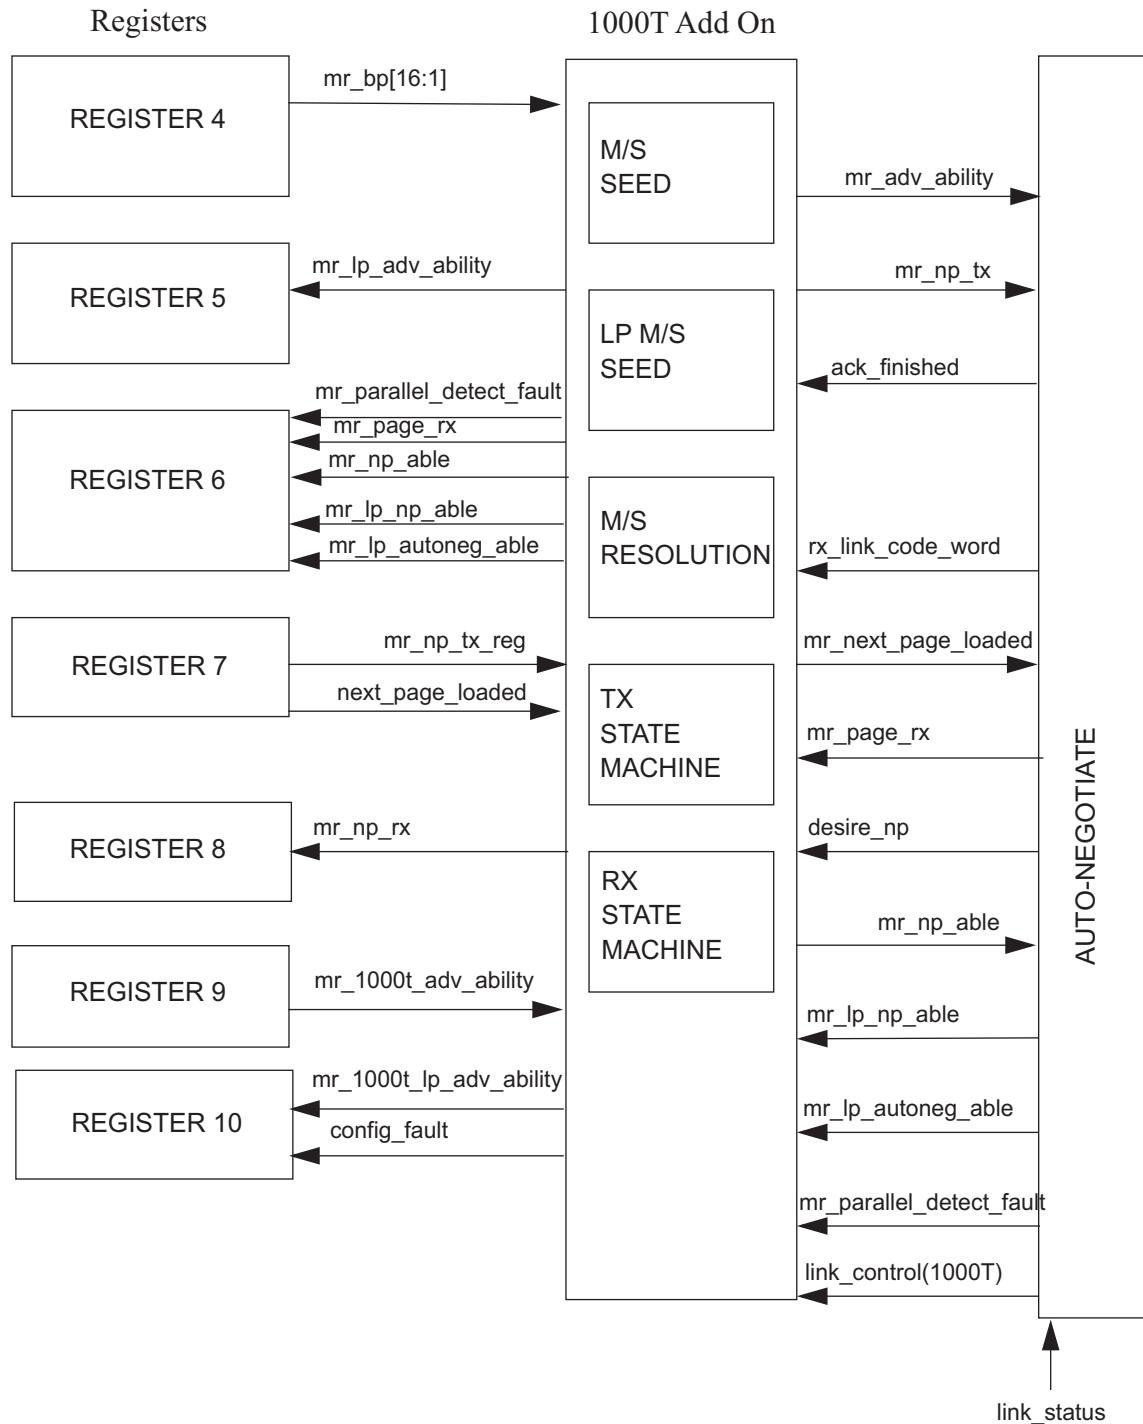 Registers
1000T Add On
REGISTER 4
mr_bp[16:1]
M/S
SEED
mr_adv_ability
REGISTER 5
mr_lp_adv_ability
mr_np_tx
LP M/S
SEED
ack_finished
REGISTER 6
mr_parallel_detect_fault
mr_page_rx
mr_np_able
mr_lp_np_able
mr_lp_autoneg_able
M/S
RESOLUTION
rx_link_code_word
REGISTER 7
mr_np_tx_reg
next_page_loaded
mr_next_page_loaded
TX
STATE
MACHINE
mr_page_rx
AUTO-NEGOTIATE
REGISTER 8
mr_np_rx
desire_np
RX
STATE
MACHINE
mr_np_able
REGISTER 9
mr_1000t_adv_ability
mr_lp_np_able
REGISTER 10
mr_1000t_lp_adv_ability
config_fault
mr_lp_autoneg_able
mr_parallel_detect_fault
link_control(1000T)
link_status